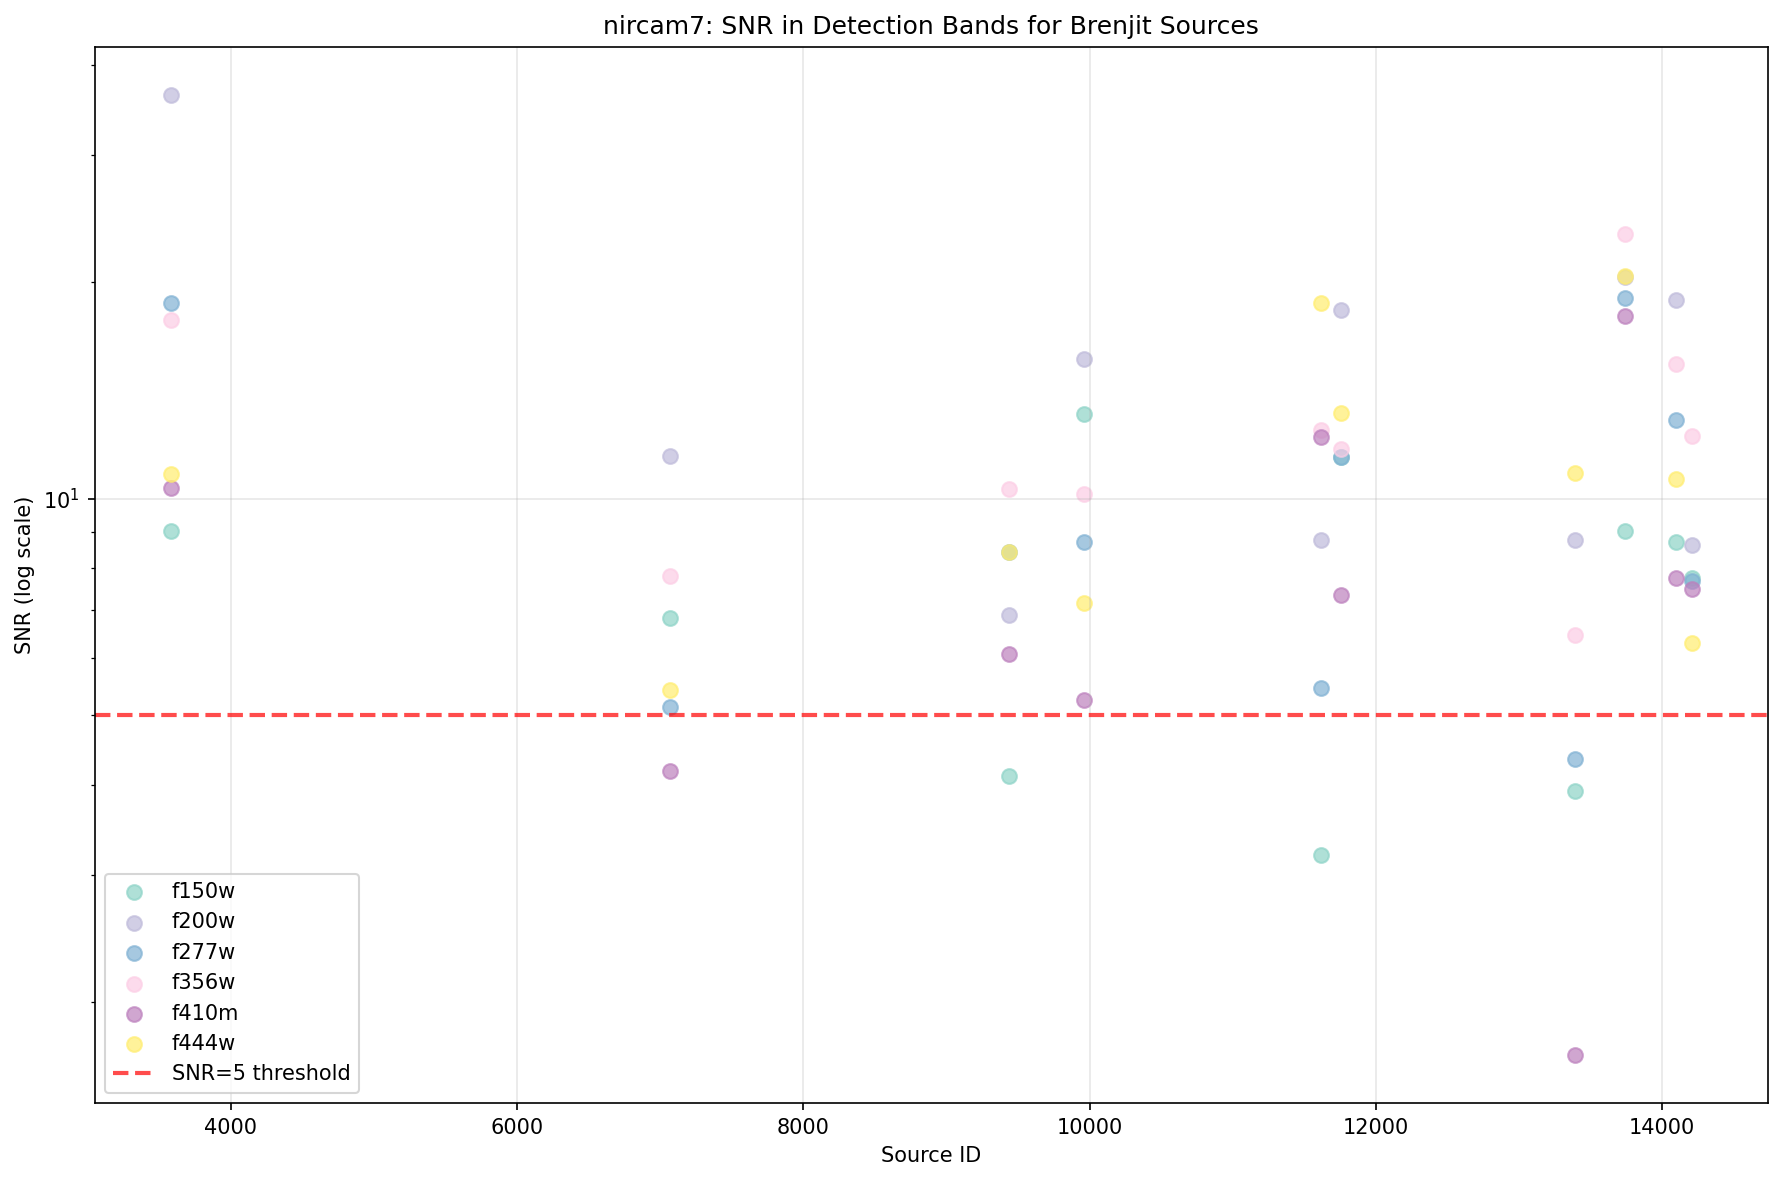 nircam7: SNR in Detection Bands for Brenjit Sources
SNR (log scale)
10¹
f150w
f200w
f277w
f356w
f410m
f444w
SNR=5 threshold
4000 6000 8000 10000 12000 14000
Source ID